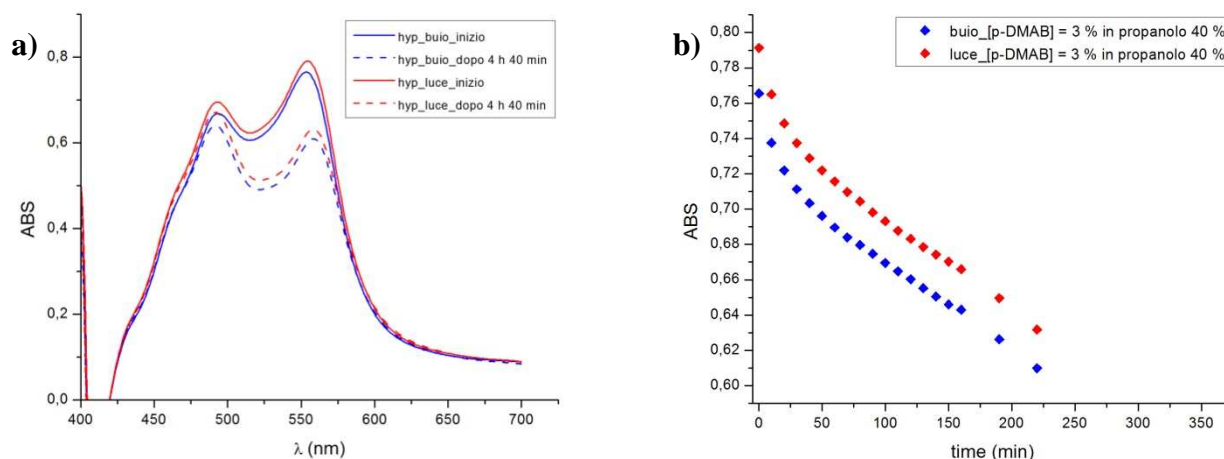 a)
0,8
0,6
0,4
0,2
0,0
ABS
hyp_buio_inizio
hyp_buio_dopo 4 h 40 min
hyp_luce_inizio
hyp_luce_dopo 4 h 40 min
400 450 500 550 600 650 700
λ (nm)
b)
0,80
0,78
0,76
0,74
0,72
0,70
0,68
0,66
0,64
0,62
0,60
ABS
buio_[p-DMAB] = 3 % in propanolo 40 %
luce_[p-DMAB] = 3 % in propanolo 40 %
0 50 100 150 200 250 300 350
time (min)